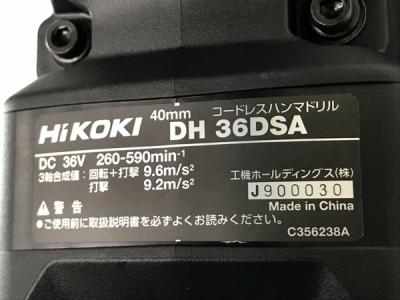 コードレスハンマドリル
HiKOKI 40mm DH 36DSA
DC 36V 260-590min-1
3軸合成値：回転＋打撃 9.6m/s2
打撃 9.2m/s2
工機ホールディングス(株)
J900030
Made in China
⚠ 警告
●ご使用前に取扱説明書を必ずよくお読みください。
C356238A